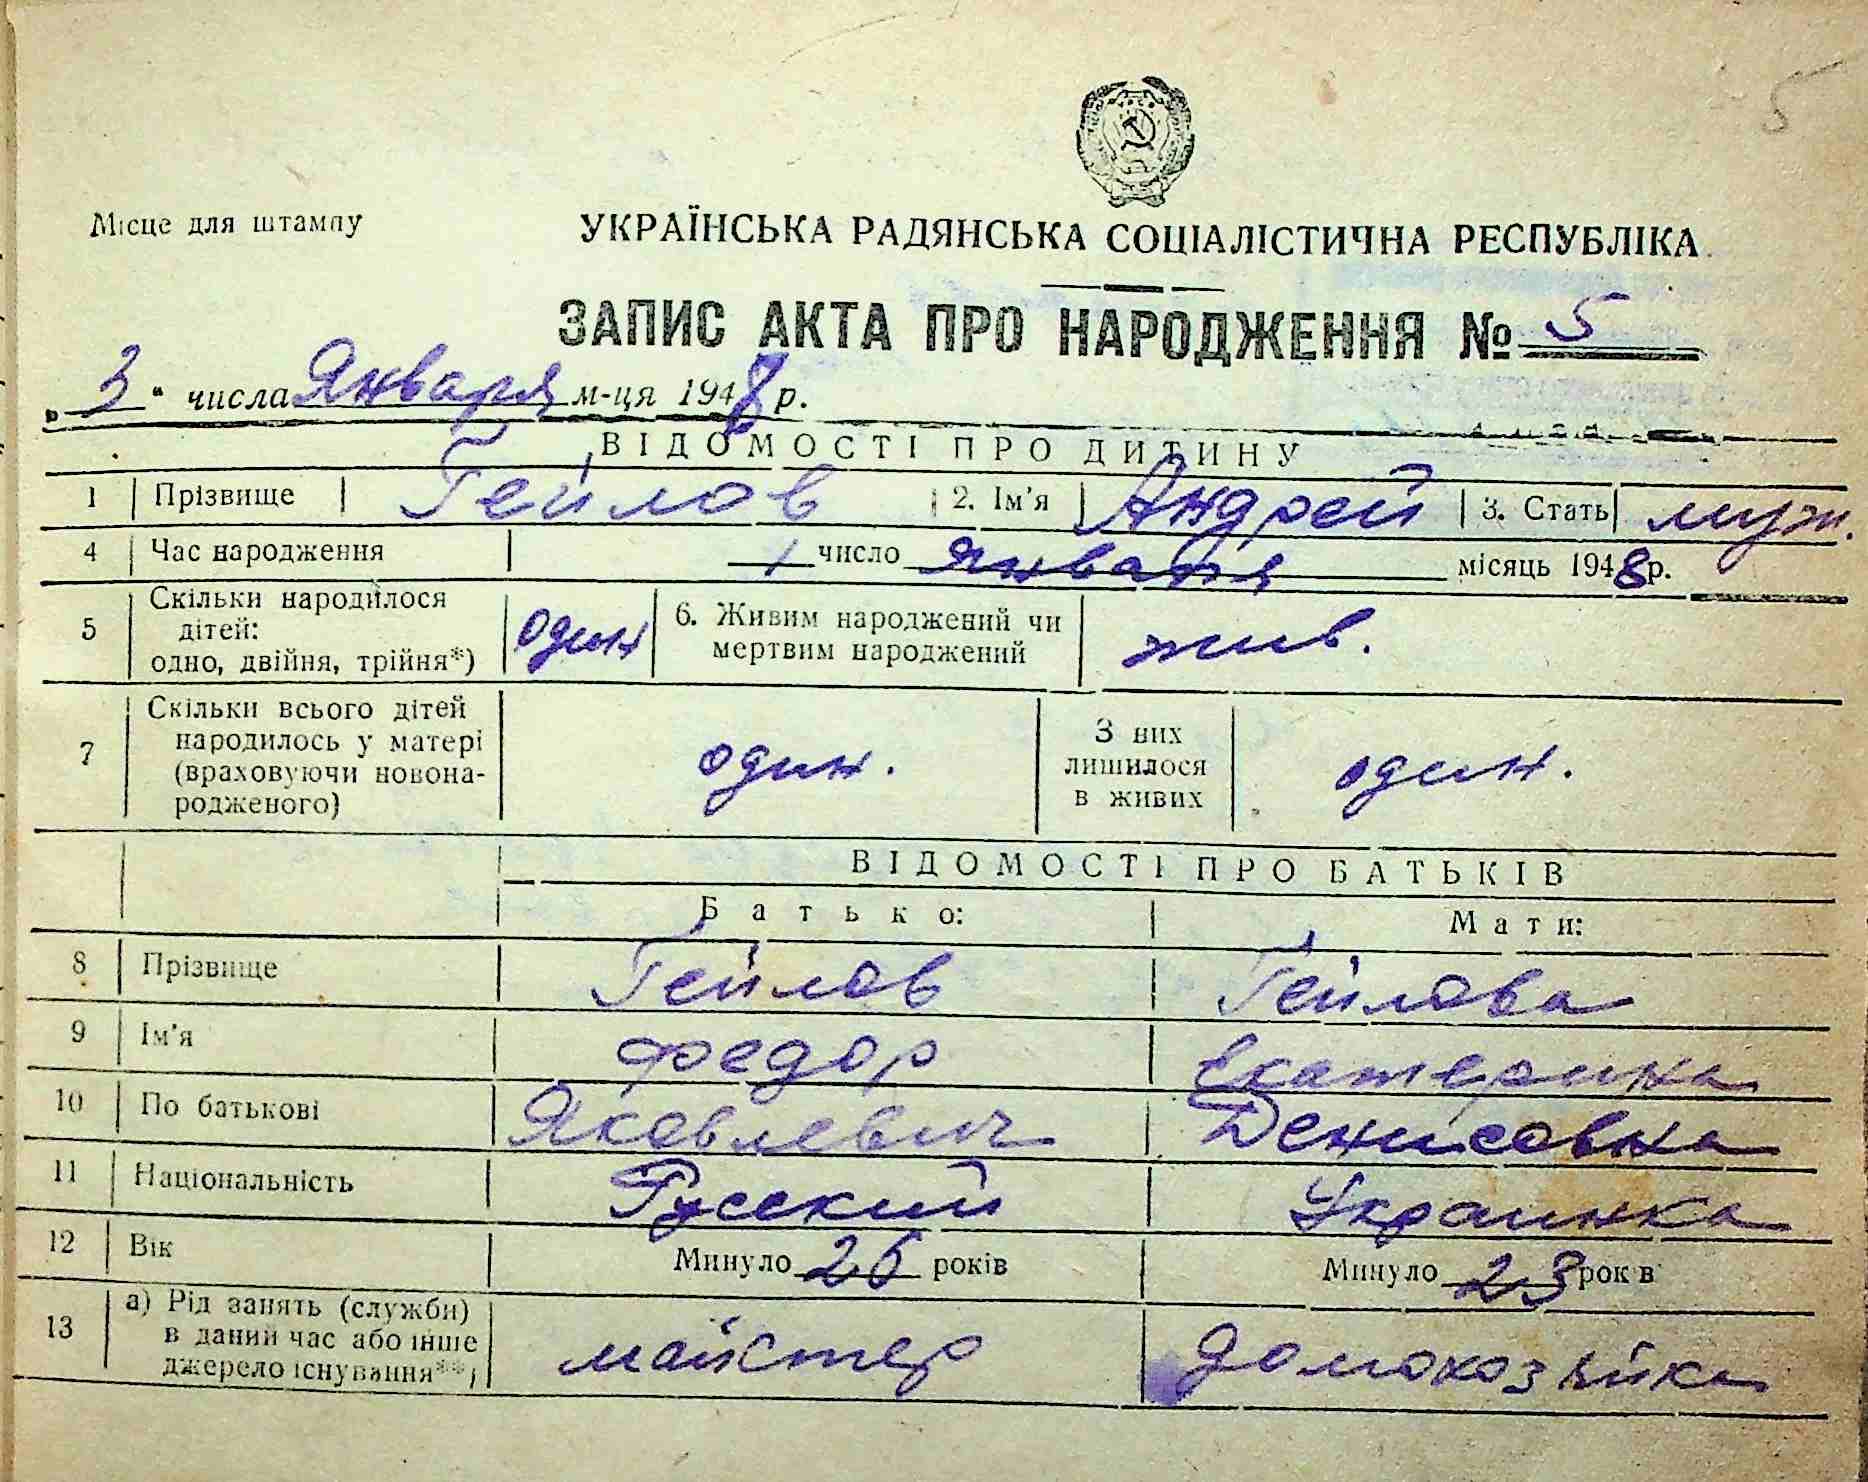 5
Місце для штампу
УКРАЇНСЬКА РАДЯНСЬКА СОЦІАЛІСТИЧНА РЕСПУБЛІКА
ЗАПИС АКТА ПРО НАРОДЖЕННЯ № 5
„3" числа Января м-ця 1948 р.
ВІДОМОСТІ ПРО ДИТИНУ
1 Прізвище Гейлов 2. Ім'я Андрей 3. Стать муж.
4 Час народження 1 число Января місяць 1948 р.
5 Скільки народилося дітей: одно, двійня, трійня*) один 6. Живим народжений чи мертвим народжений жив.
7 Скільки всього дітей народилось у матері (враховуючи новонародженого) один. З них лишилося в живих один.
ВІДОМОСТІ ПРО БАТЬКІВ
Батько: Мати:
8 Прізвище Гейлов Гейлова
9 Ім'я Федор Екатерина
10 По батькові Яковлевич Денисовна
11 Національність Русский Украинка
12 Вік Минуло 26 років Минуло 23 рок в
13 а) Рід занять (служби) в даний час або інше джерело існування**) майстер домохозяйка